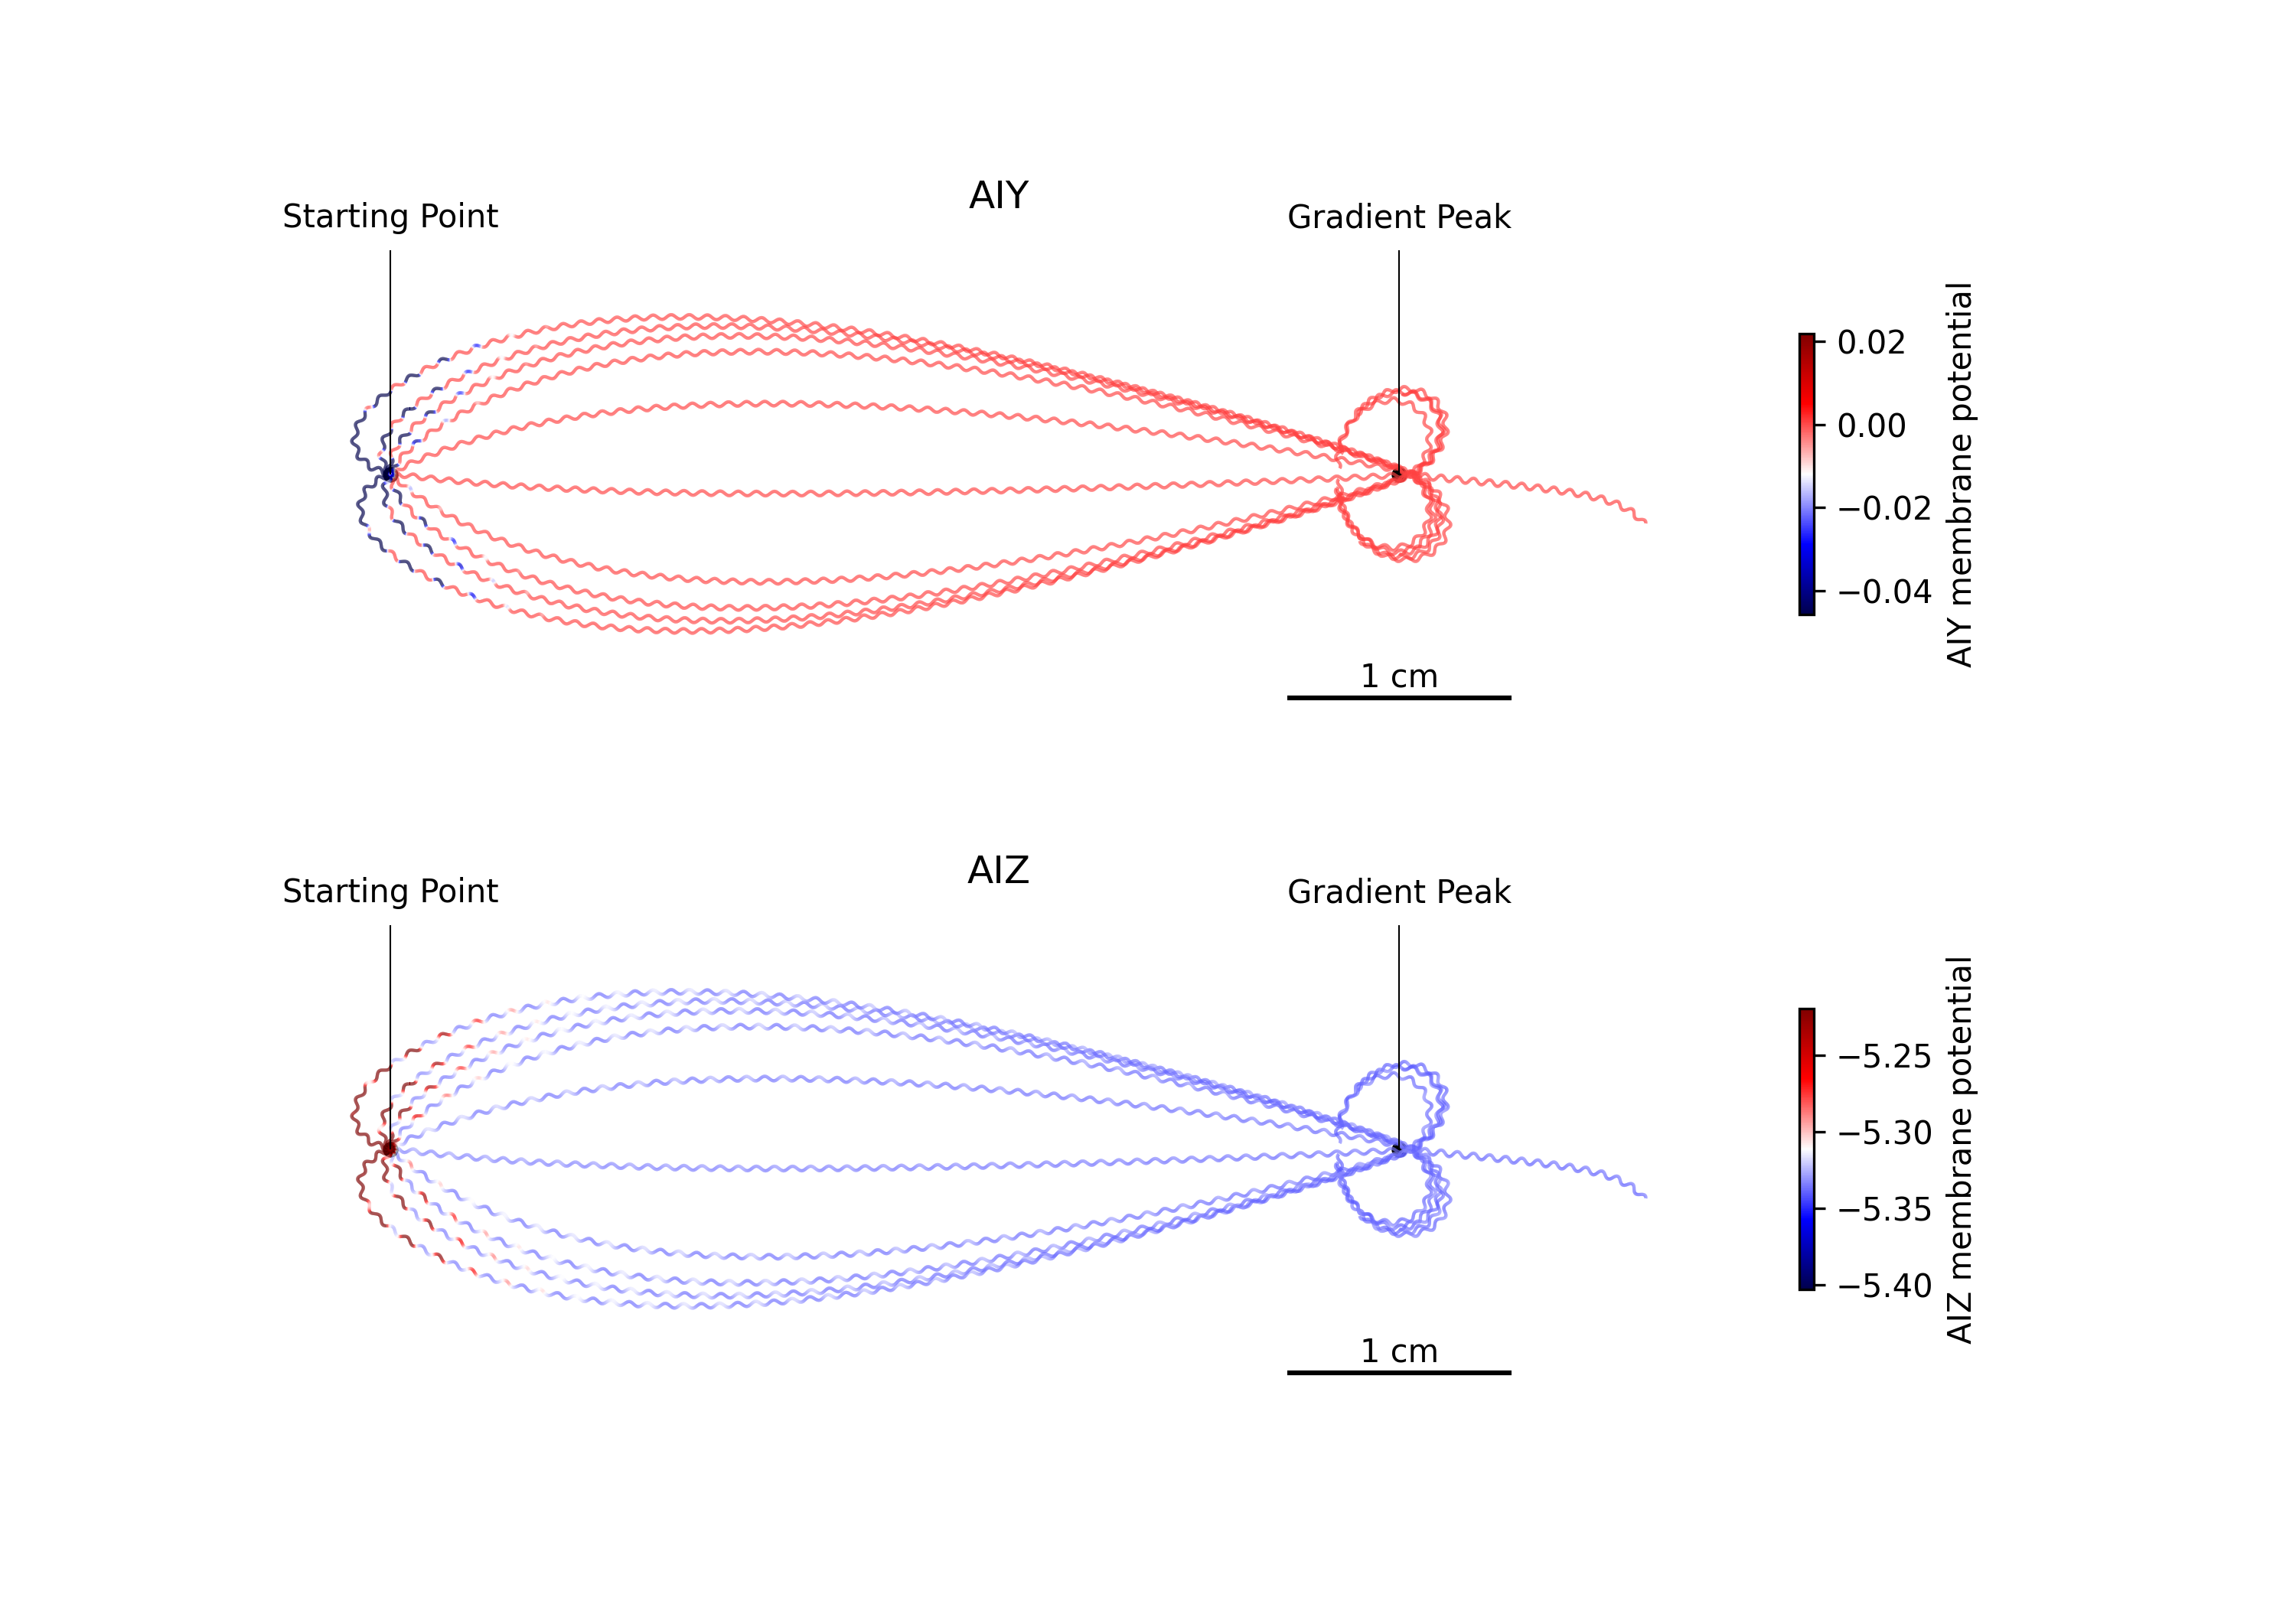 AIY
Starting Point
Gradient Peak
0.02
0.00
−0.02
−0.04
AIY membrane potential
1 cm
AIZ
Starting Point
Gradient Peak
−5.25
−5.30
−5.35
−5.40
AIZ membrane potential
1 cm